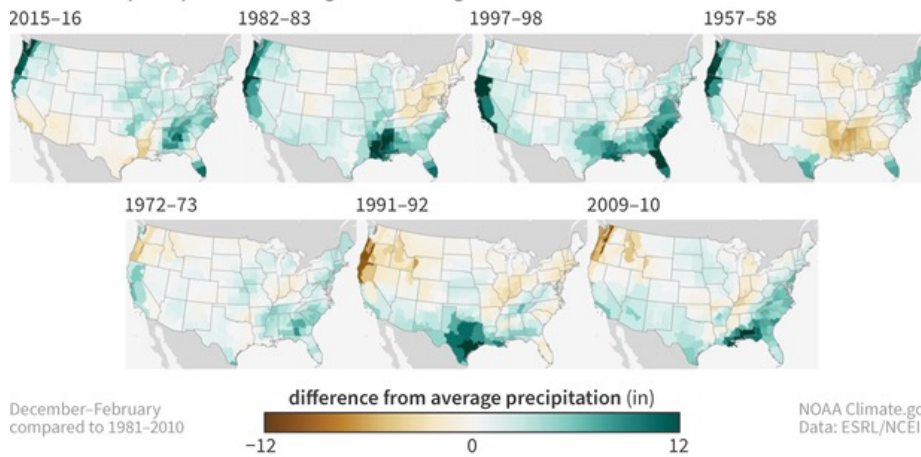 2015–16 1982–83 1997–98 1957–58
1972–73 1991–92 2009–10
difference from average precipitation (in)
December–February
compared to 1981–2010
−12 0 12
NOAA Climate.go
Data: ESRL/NCEI